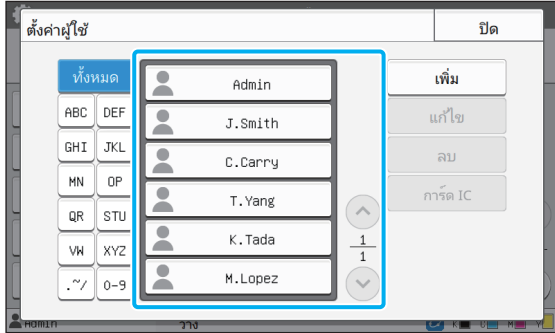 ตั้งค่าผู้ใช้
ปิด
ทั้งหมด
ABC DEF
GHI JKL
MN OP
QR STU
VW XYZ
.~/ 0-9
Admin
J.Smith
C.Carry
T.Yang
K.Tada
M.Lopez
1
1
เพิ่ม
แก้ไข
ลบ
การ์ด IC
Admin
ว่าง
K C M Y